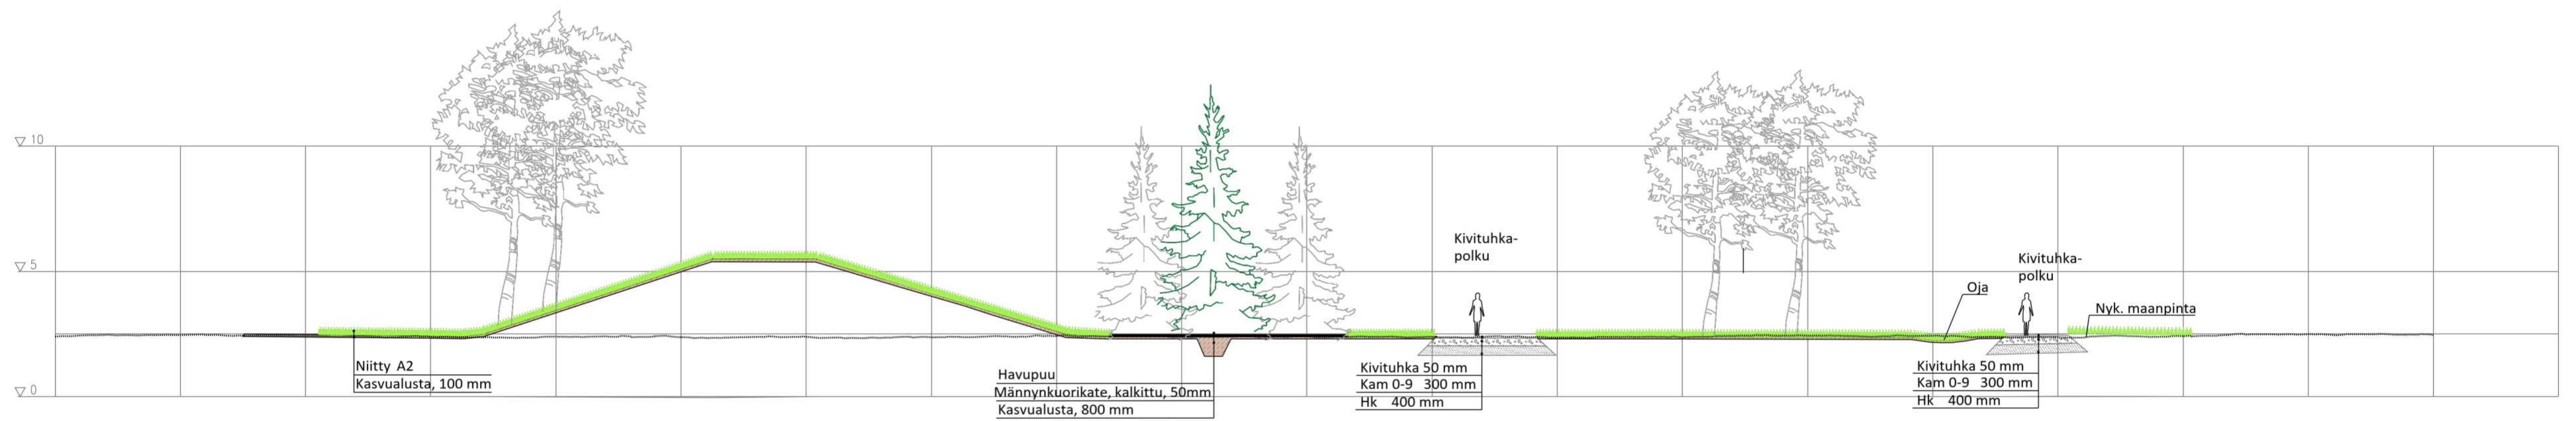 10
5
0
Niitty A2
Kasvualusta, 100 mm
Havupuu
Männynkuorikate, kalkittu, 50mm
Kasvualusta, 800 mm
Kivituhka-
polku
Kivituhka 50 mm
Kam 0-9 300 mm
Hk 400 mm
Oja
Kivituhka-
polku
Nyk. maanpinta
Kivituhka 50 mm
Kam 0-9 300 mm
Hk 400 mm